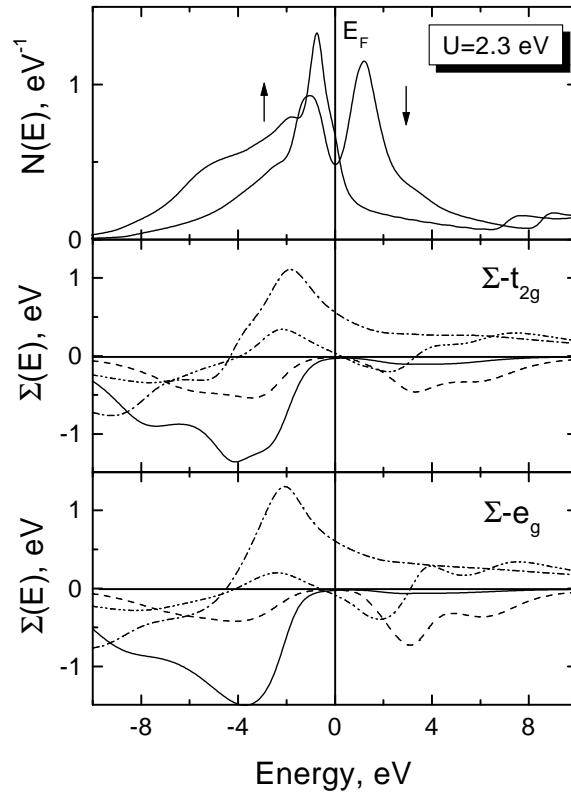 E_F
U=2.3 eV
N(E), eV⁻¹
1
0
Σ-t₂g
Σ(E), eV
1
0
-1
Σ-e_g
Σ(E), eV
1
0
-1
-8 -4 0 4 8
Energy, eV